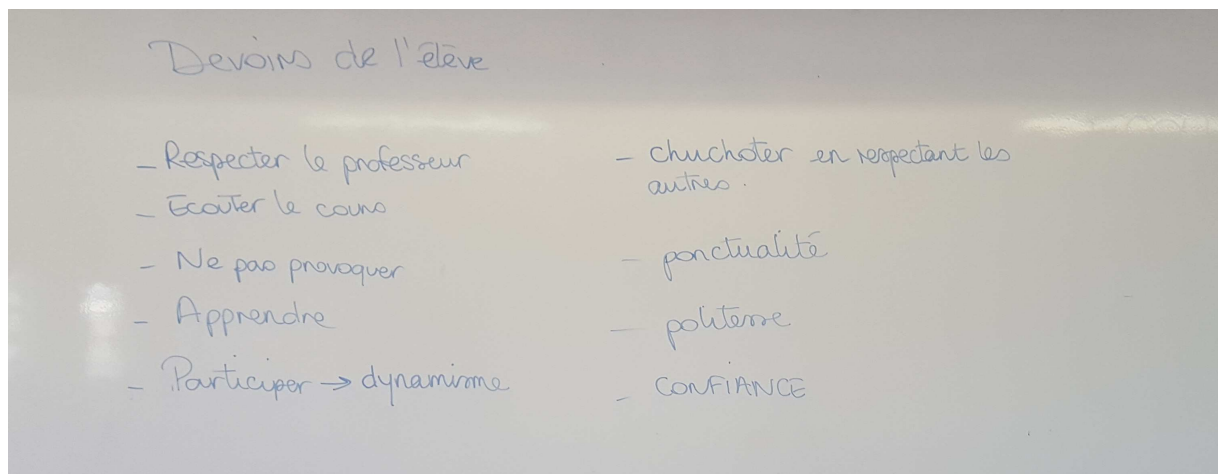 Devoirs de l'élève
- Respecter le professeur
- Ecouter le cours
- Ne pas provoquer
- Apprendre
- Participer → dynamisme
- chuchoter en respectant les
autres.
- ponctualité
- politesse
- CONFIANCE